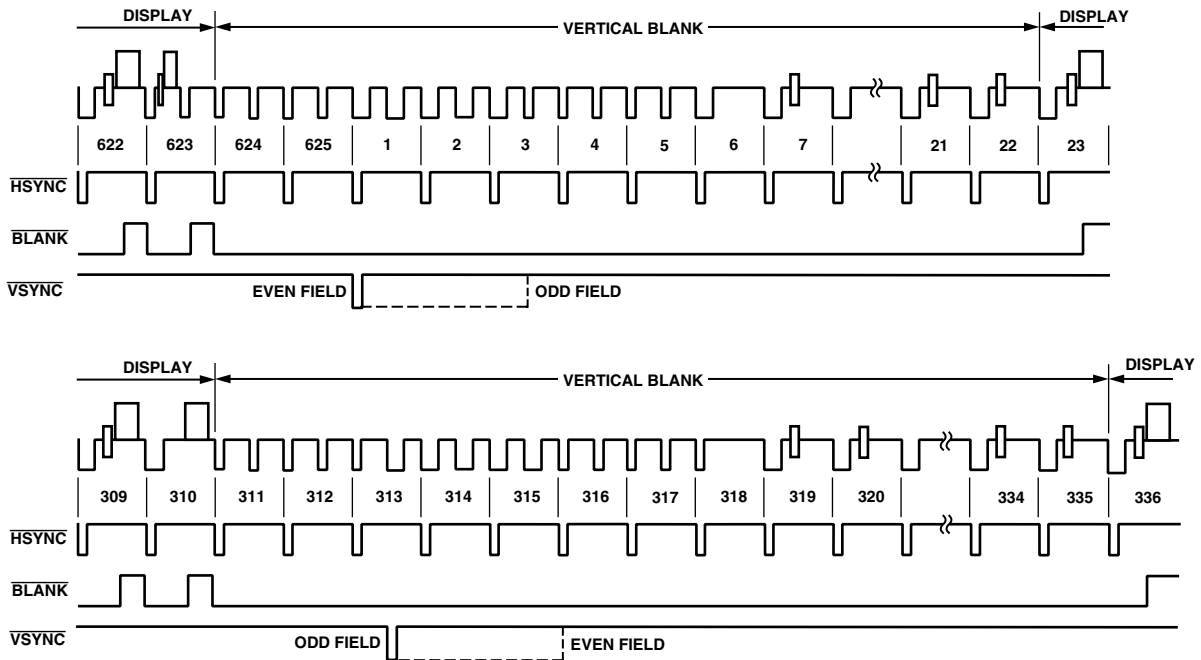 DISPLAY VERTICAL BLANK DISPLAY
622 623 624 625 1 2 3 4 5 6 7 21 22 23
HSYNC
BLANK
VSYNC
EVEN FIELD ODD FIELD
DISPLAY VERTICAL BLANK DISPLAY
309 310 311 312 313 314 315 316 317 318 319 320 334 335 336
HSYNC
BLANK
VSYNC
ODD FIELD EVEN FIELD